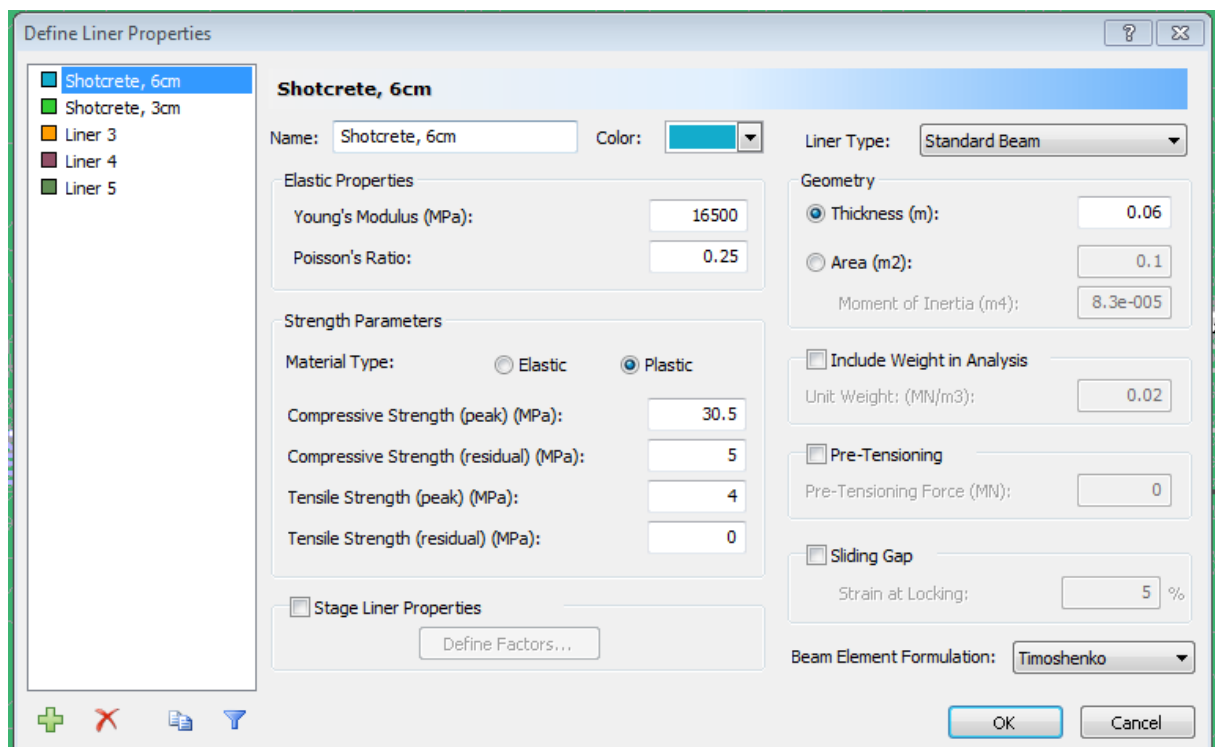 Define Liner Properties
Shotcrete, 6cm
Shotcrete, 3cm
Liner 3
Liner 4
Liner 5
Shotcrete, 6cm
Name: Shotcrete, 6cm Color: Liner Type: Standard Beam
Elastic Properties
Young's Modulus (MPa): 16500
Poisson's Ratio: 0.25
Strength Parameters
Material Type: Elastic Plastic
Compressive Strength (peak) (MPa): 30.5
Compressive Strength (residual) (MPa): 5
Tensile Strength (peak) (MPa): 4
Tensile Strength (residual) (MPa): 0
Stage Liner Properties
Define Factors...
Geometry
Thickness (m): 0.06
Area (m2): 0.1
Moment of Inertia (m4): 8.3e-005
Include Weight in Analysis
Unit Weight: (MN/m3): 0.02
Pre-Tensioning
Pre-Tensioning Force (MN): 0
Sliding Gap
Strain at Locking: 5 %
Beam Element Formulation: Timoshenko
OK Cancel